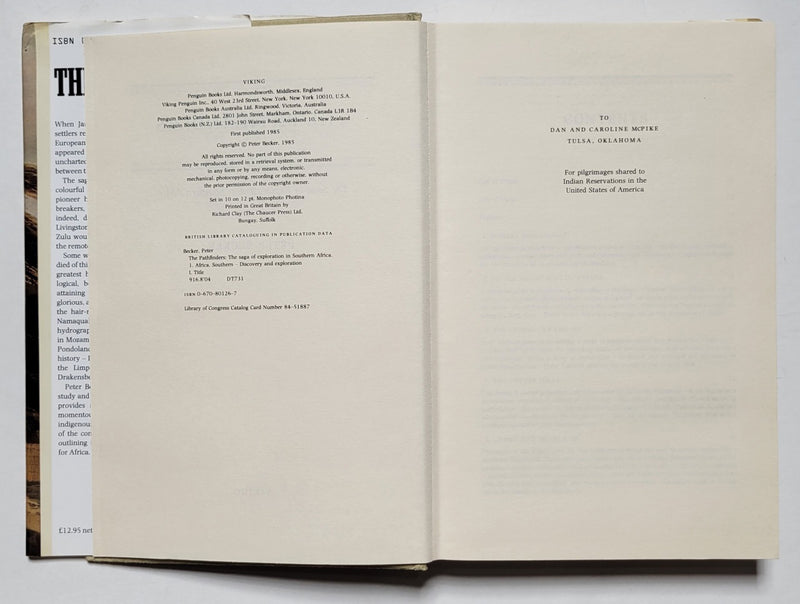 ISBN
TH
When Ja
settlers re
European
appeared
uncharte
between t
The sag
colourful
pioneer h
breakers,
indeed, d
Livingston
Zulu wou
the remot
Some w
died of thi
greatest h
logical, b
attaining
glorious, a
the hair-r
Namaqual
hydrograp
in Mozam
Pondoland
history – 
the Limp
Drakensb
Peter Be
study and
provides
momentou
indigenou
of the con
outlining
for Africa.
£12.95 net
VIKING
Penguin Books Ltd, Harmondsworth, Middlesex, England
Viking Penguin Inc., 40 West 23rd Street, New York, New York 10010, U.S.A.
Penguin Books Australia Ltd, Ringwood, Victoria, Australia
Penguin Books Canada Ltd, 2801 John Street, Markham, Ontario, Canada L3R 1B4
Penguin Books (N.Z.) Ltd, 182–190 Wairau Road, Auckland 10, New Zealand
First published 1985
Copyright © Peter Becker, 1985
All rights reserved. No part of this publication
may be reproduced, stored in a retrieval system, or transmitted
in any form or by any means, electronic,
mechanical, photocopying, recording or otherwise, without
the prior permission of the copyright owner.
Set in 10 on 12 pt. Monophoto Photina
Printed in Great Britain by
Richard Clay (The Chaucer Press) Ltd,
Bungay, Suffolk
BRITISH LIBRARY CATALOGUING IN PUBLICATION DATA
Becker, Peter
The Pathfinders: The saga of exploration in Southern Africa.
1. Africa, Southern – Discovery and exploration
I. Title
916.8'04 DT731
ISBN 0-670-80126-7
Library of Congress Catalog Card Number 84-51887
TO
DAN AND CAROLINE MCPIKE
TULSA, OKLAHOMA
For pilgrimages shared to
Indian Reservations in the
United States of America